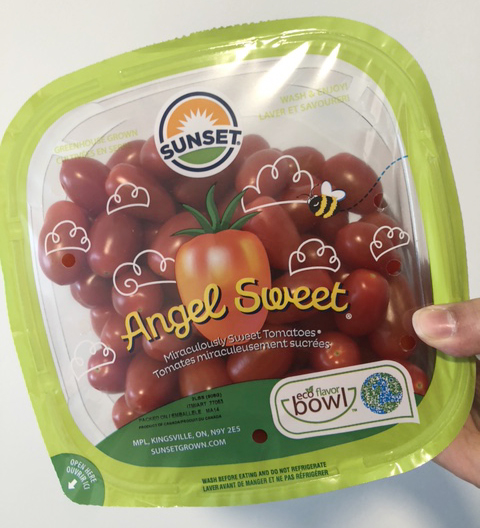 GREENHOUSE GROWN
WASH & ENJOY!
LAVER ET SAVOURER!
SUNSET®
Angel Sweet®
Miraculously Sweet Tomatoes•
Tomates miraculeusement sucrées•
eco flavor
bowl™
MPL, KINGSVILLE, ON, N9Y 2E5
SUNSETGROWN.COM
OPEN HERE
OUVRIR ICI
WASH BEFORE EATING AND DO NOT REFRIGERATE
LAVER AVANT DE MANGER ET NE PAS RÉFRIGÉRER